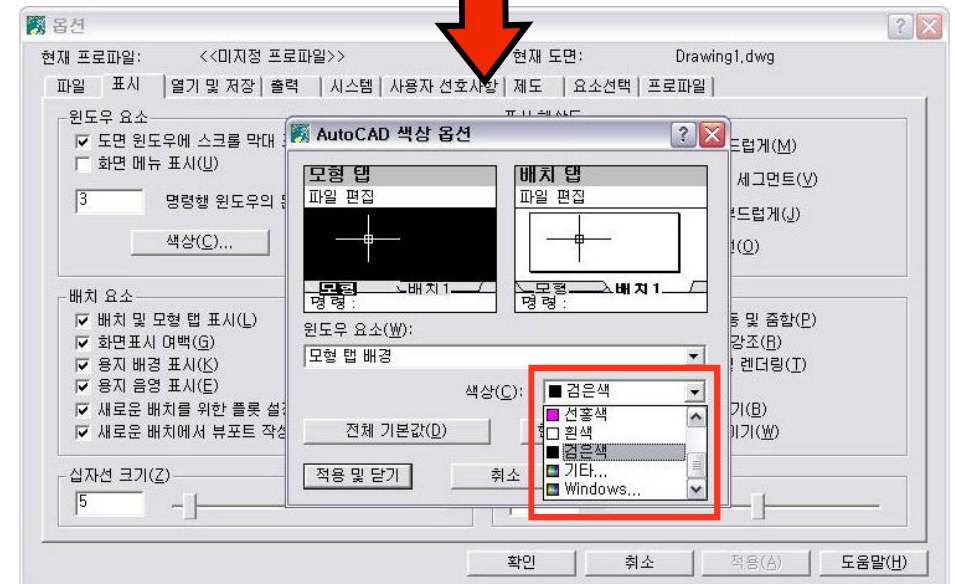 옵션
현재 프로파일: <<미지정 프로파일>> 현재 도면: Drawing1.dwg
파일 표시 열기 및 저장 출력 시스템 사용자 선호사항 제도 요소선택 프로파일
윈도우 요소
도면 윈도우에 스크롤 막대
화면 메뉴 표시(U)
3 명령행 윈도우의
색상(C)...
배치 요소
배치 및 모형 탭 표시(L)
화면표시 여백(G)
용지 배경 표시(K)
용지 음영 표시(E)
새로운 배치를 위한 플롯
새로운 배치에서 뷰포트
십자선 크기(Z)
5
AutoCAD 색상 옵션
모형 탭
파일 편집
모형 배치1
명령:
배치 탭
파일 편집
모형 배치1
명령:
윈도우 요소(W):
모형 탭 배경
색상(C): 검은색
선홍색
흰색
검은색
기타...
Windows...
전체 기본값(D)
적용 및 닫기 취소
드럽게(M)
세그먼트(V)
부드럽게(J)
(O)
및 줌함(P)
강조(R)
렌더링(T)
기(B)
이기(W)
확인 취소 적용(A) 도움말(H)